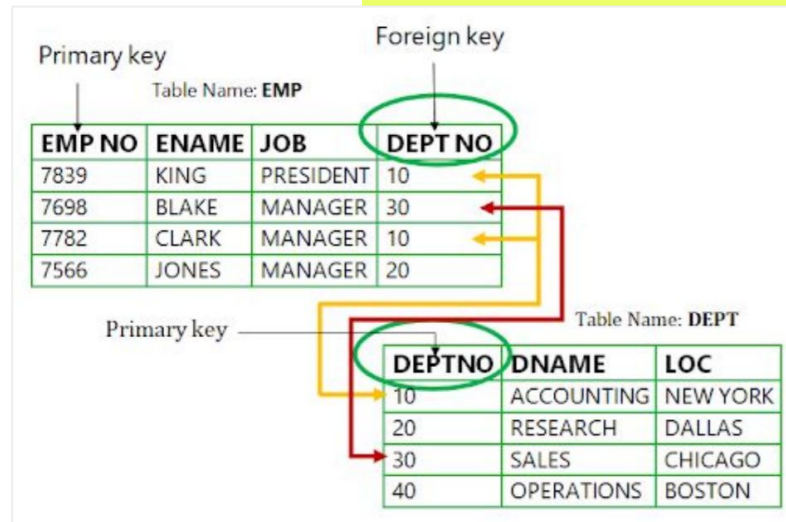 Foreign key
Primary key
Table Name: EMP
EMP NO ENAME JOB DEPT NO
7839 KING PRESIDENT 10
7698 BLAKE MANAGER 30
7782 CLARK MANAGER 10
7566 JONES MANAGER 20
Primary key
Table Name: DEPT
DEPTNO DNAME LOC
10 ACCOUNTING NEW YORK
20 RESEARCH DALLAS
30 SALES CHICAGO
40 OPERATIONS BOSTON